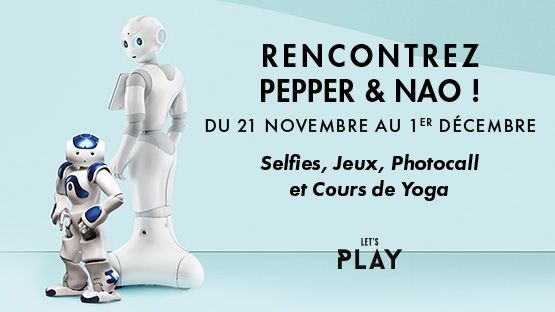 RENCONTREZ
PEPPER & NAO !
DU 21 NOVEMBRE AU 1ER DÉCEMBRE
Selfies, Jeux, Photocall
et Cours de Yoga
LET'S
PLAY